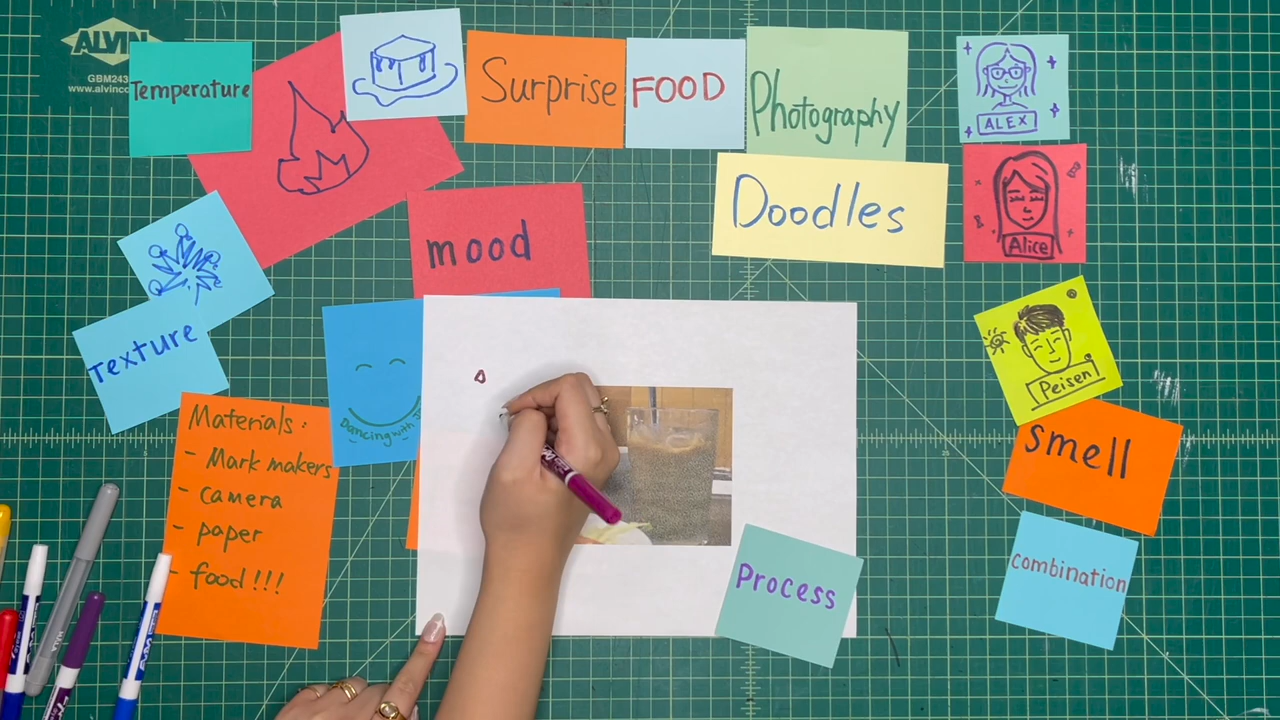 ALVIN
GBM243
www.alvinco
Temperature
Surprise
FOOD
Photography
ALEX
Doodles
Alice
mood
Texture
Peisen
Dancing with
Materials:
- Mark makers
- camera
- paper
- food!!!
smell
combination
Process